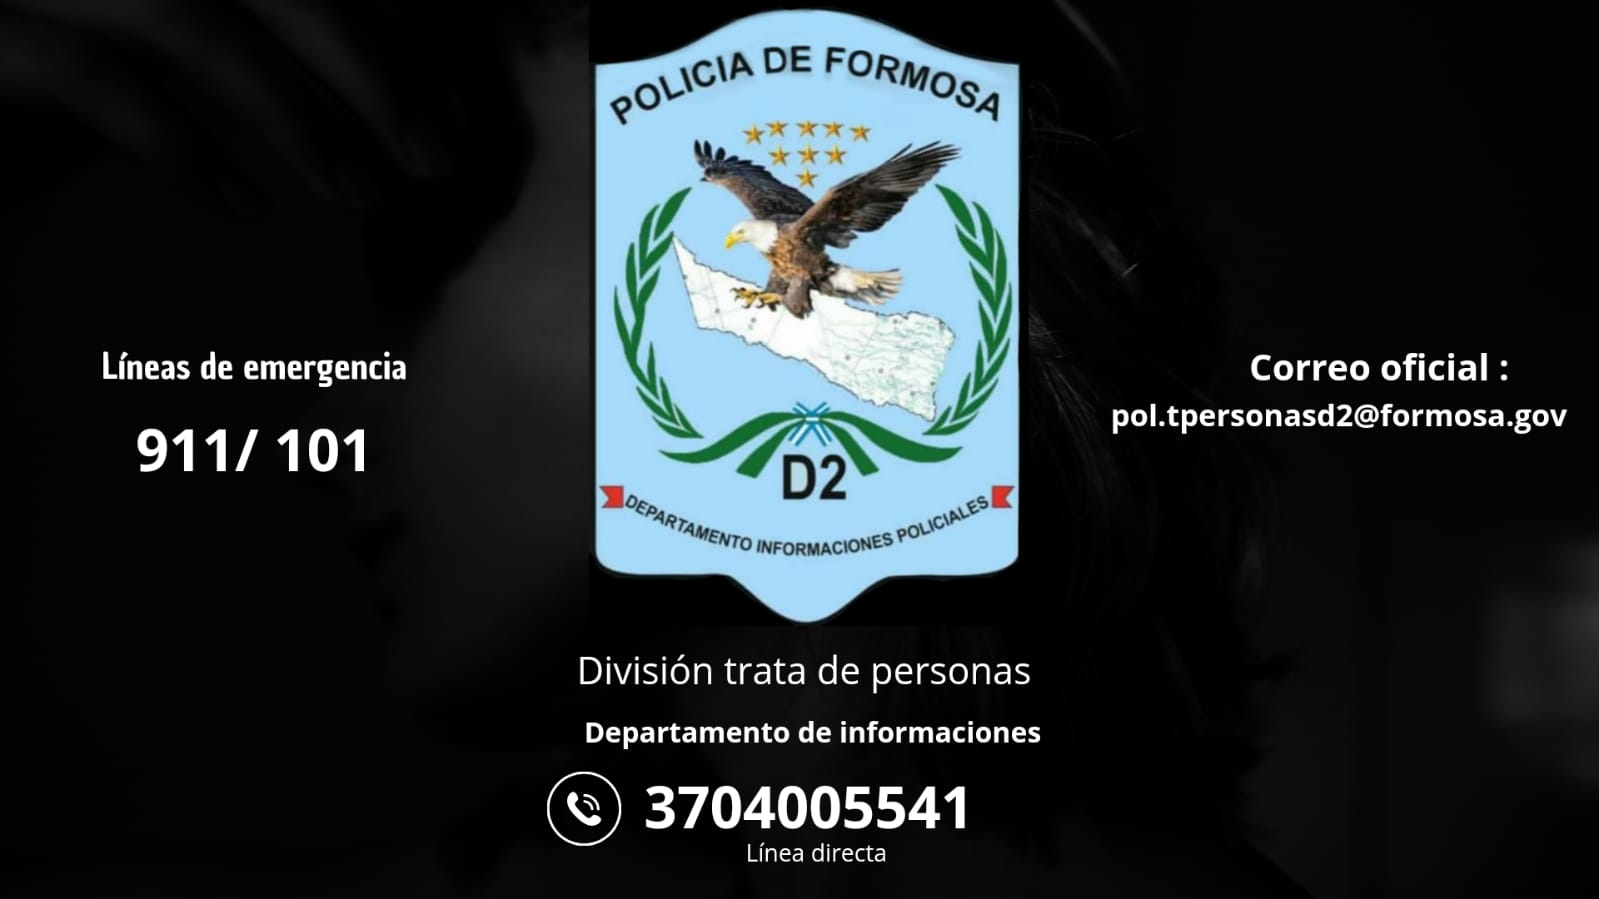 POLICIA DE FORMOSA
Líneas de emergencia
911/ 101
Correo oficial :
pol.tpersonasd2@formosa.gov
D2
DEPARTAMENTO INFORMACIONES POLICIALES
División trata de personas
Departamento de informaciones
3704005541
Línea directa